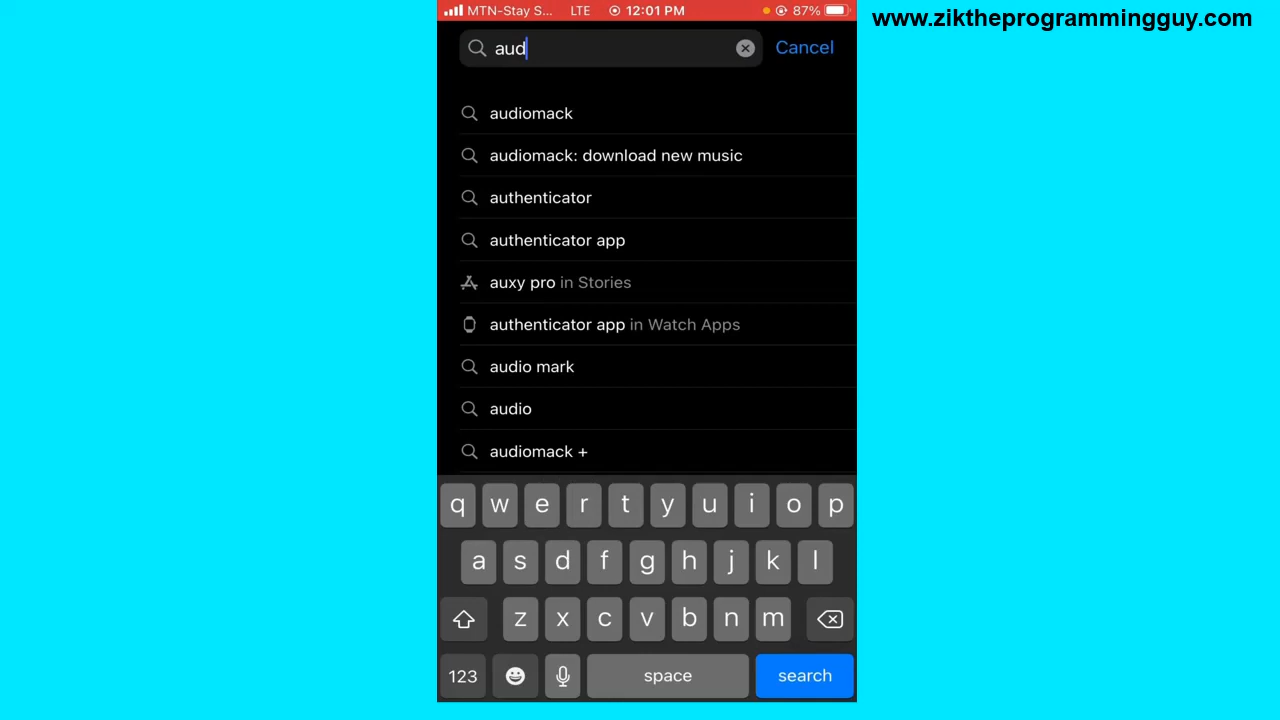 MTN-Stay S... LTE 12:01 PM 87%
www.ziktheprogrammingguy.com
aud Cancel
audiomack
audiomack: download new music
authenticator
authenticator app
auxy pro in Stories
authenticator app in Watch Apps
audio mark
audio
audiomack +
q w e r t y u i o p
a s d f g h j k l
z x c v b n m
123 space search